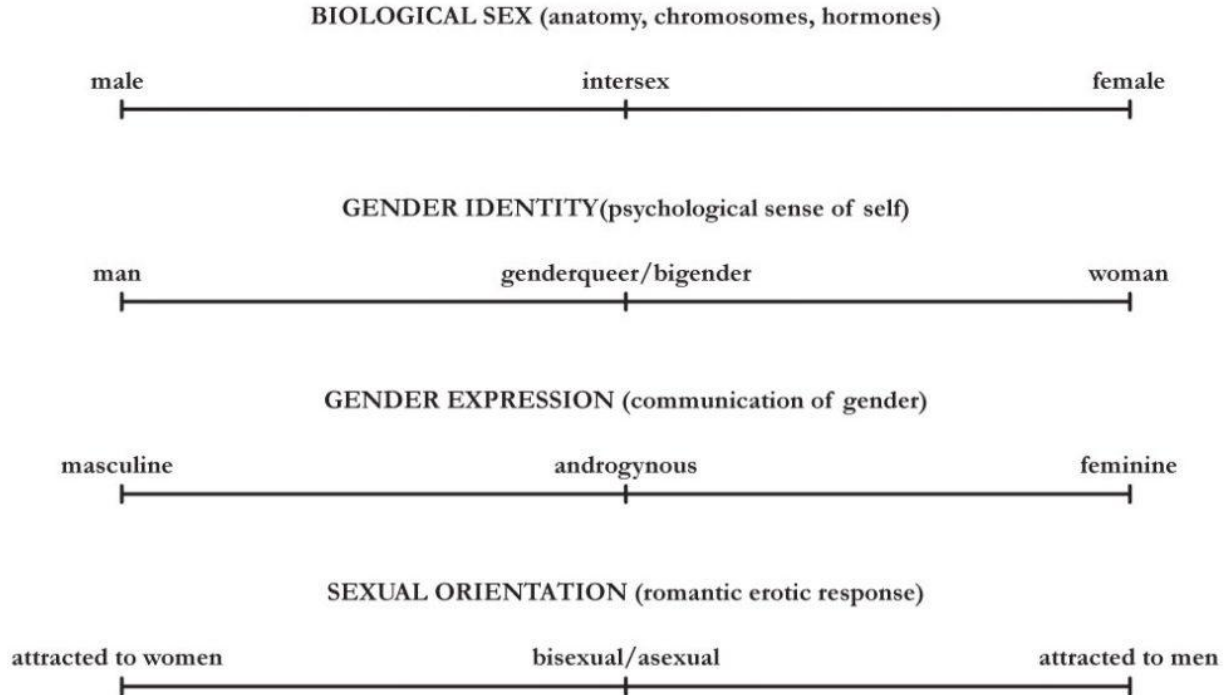 BIOLOGICAL SEX (anatomy, chromosomes, hormones)
male intersex female
GENDER IDENTITY(psychological sense of self)
man genderqueer/bigender woman
GENDER EXPRESSION (communication of gender)
masculine androgynous feminine
SEXUAL ORIENTATION (romantic erotic response)
attracted to women bisexual/asexual attracted to men